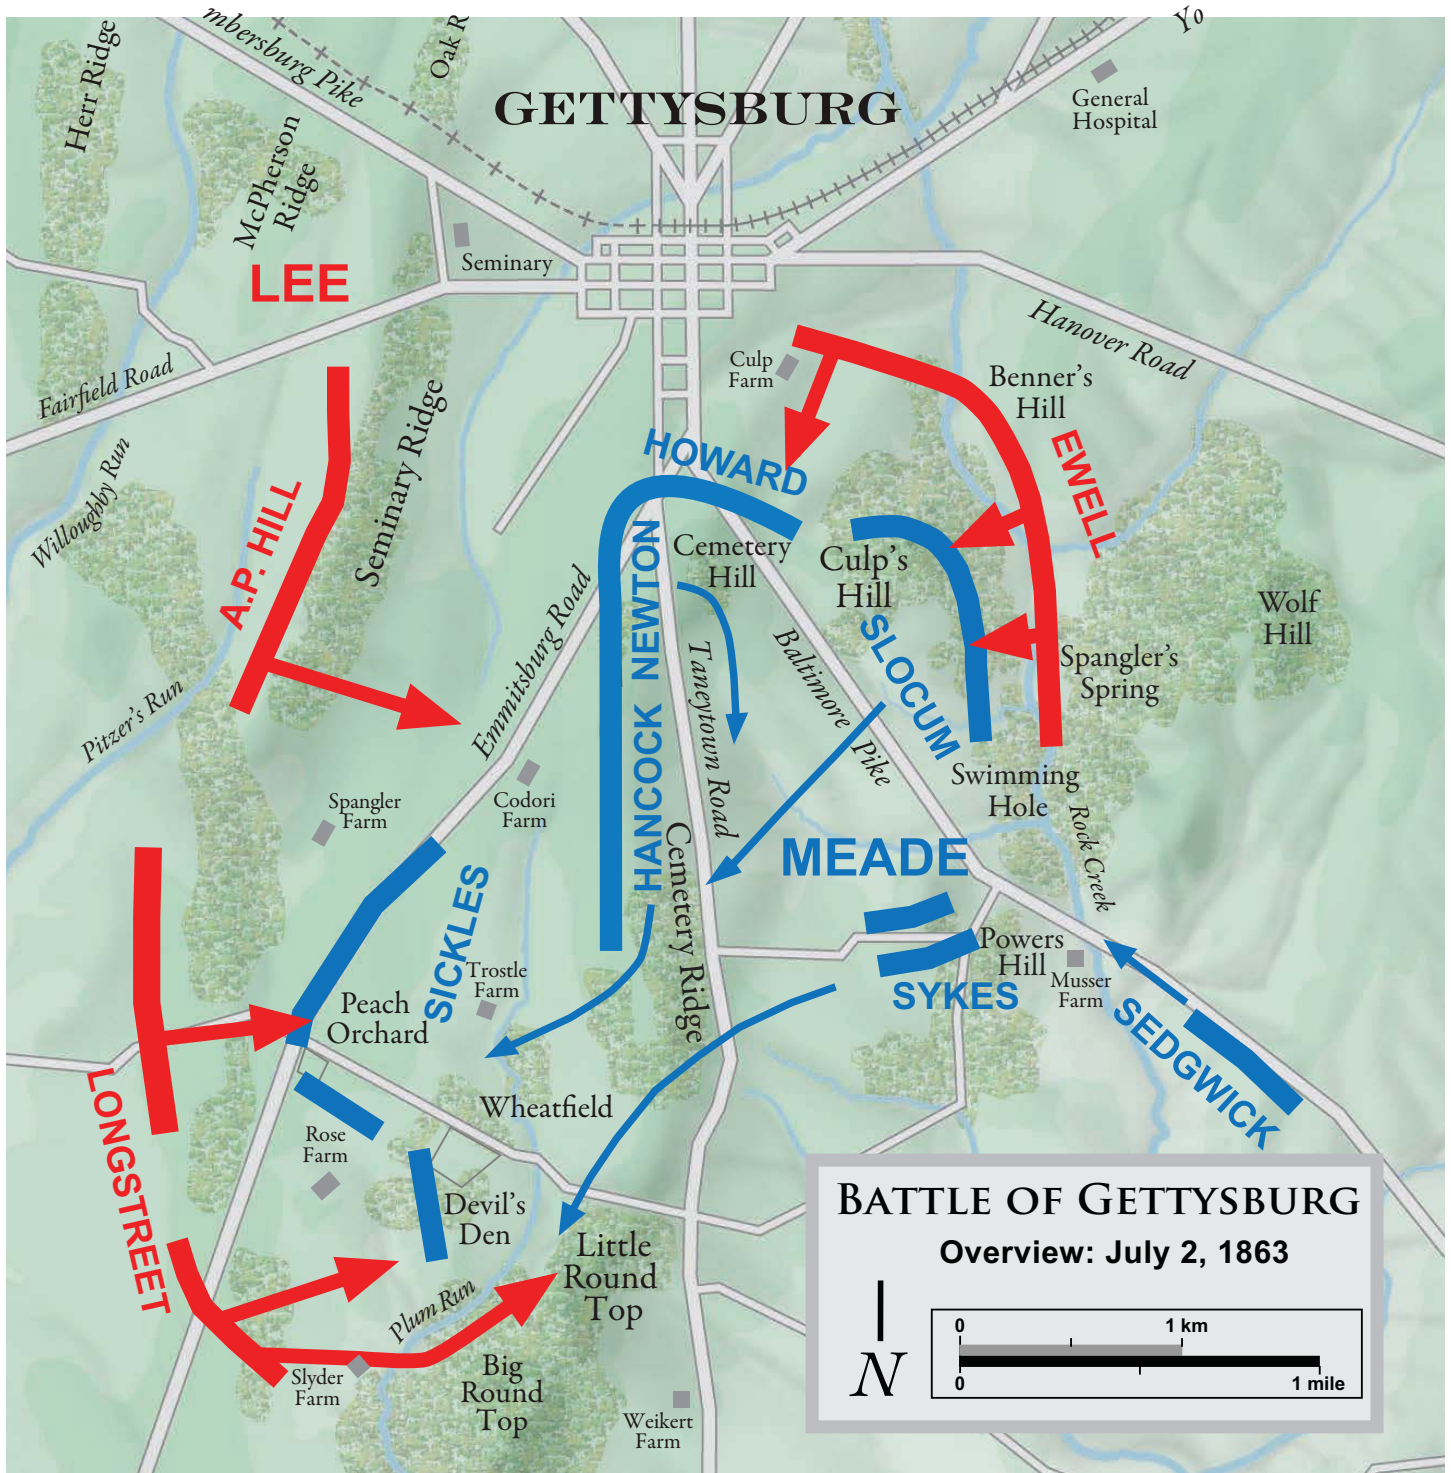 mbersburg Pike
Oak R
Yo
Herr Ridge
McPherson
Ridge
GETTYSBURG
General
Hospital
Seminary
LEE
Hanover Road
Fairfield Road
Culp
Farm
Benner's
Hill
Seminary Ridge
HOWARD
EWELL
Willoughby Run
A.P. HILL
Cemetery
Hill
Culp's
Hill
NEWTON
Wolf
Hill
Emmitsburg Road
Taneytown Road
Baltimore Pike
SLOCUM
Spangler's
Spring
Pitzer's Run
HANCOCK
Swimming
Hole
Spangler
Farm
Codori
Farm
Rock Creek
MEADE
Cemetery Ridge
SICKLES
Powers
Hill
Trostle
Farm
Musser
Farm
SYKES
Peach
Orchard
SEDGWICK
LONGSTREET
Wheatfield
Rose
Farm
Devil's
Den
Little
Round
Top
Plum Run
Slyder
Farm
Big
Round
Top
Weikert
Farm
BATTLE OF GETTYSBURG
Overview: July 2, 1863
N
0 1 km
0 1 mile